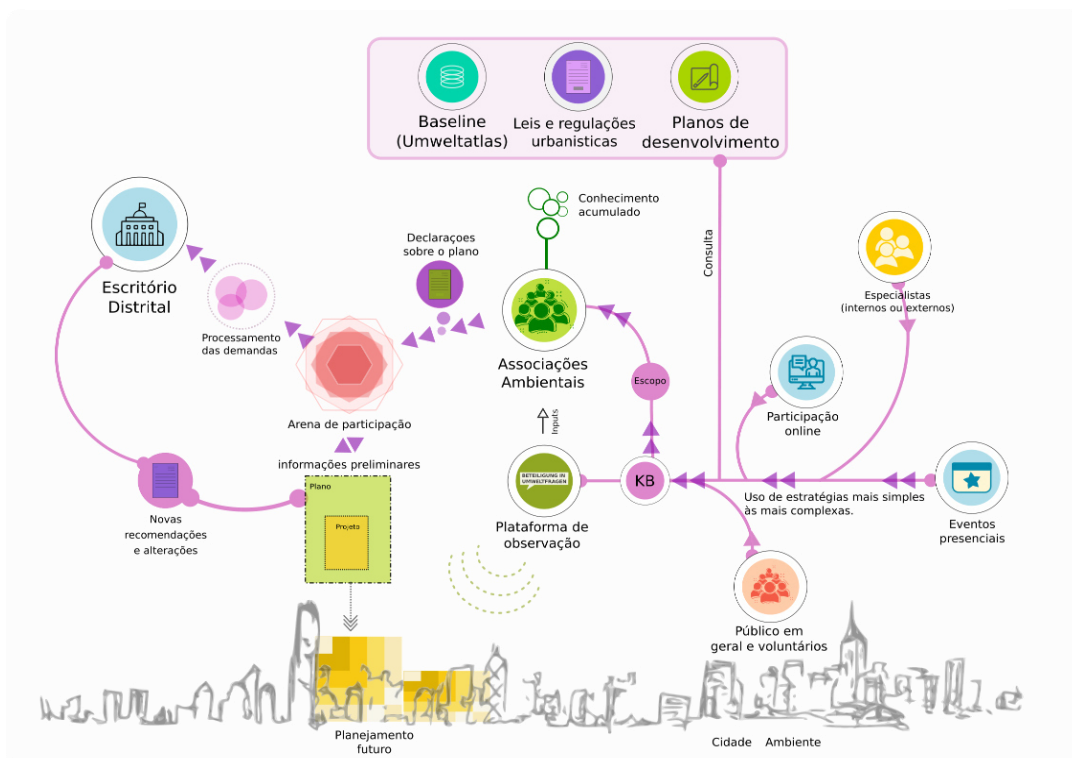 Baseline
(Umweltatlas)
Leis e regulações
urbanisticas
Planos de
desenvolvimento
Conhecimento
acumulado
Declaraçoes
sobre o plano
Consulta
Especialistas
(internos ou externos)
Escritório
Distrital
Processamento
das demandas
Associações
Ambientais
Escopo
Participação
online
Arena de participação
Inputs
informações preliminares
Plano
Projeto
BETEILIGUNG IN
UMWELTFRAGEN
KB
Plataforma de
observação
Uso de estratégias mais simples
às mais complexas.
Eventos
presenciais
Novas
recomendações
e alterações
Público em
geral e voluntários
Planejamento
futuro
Cidade Ambiente